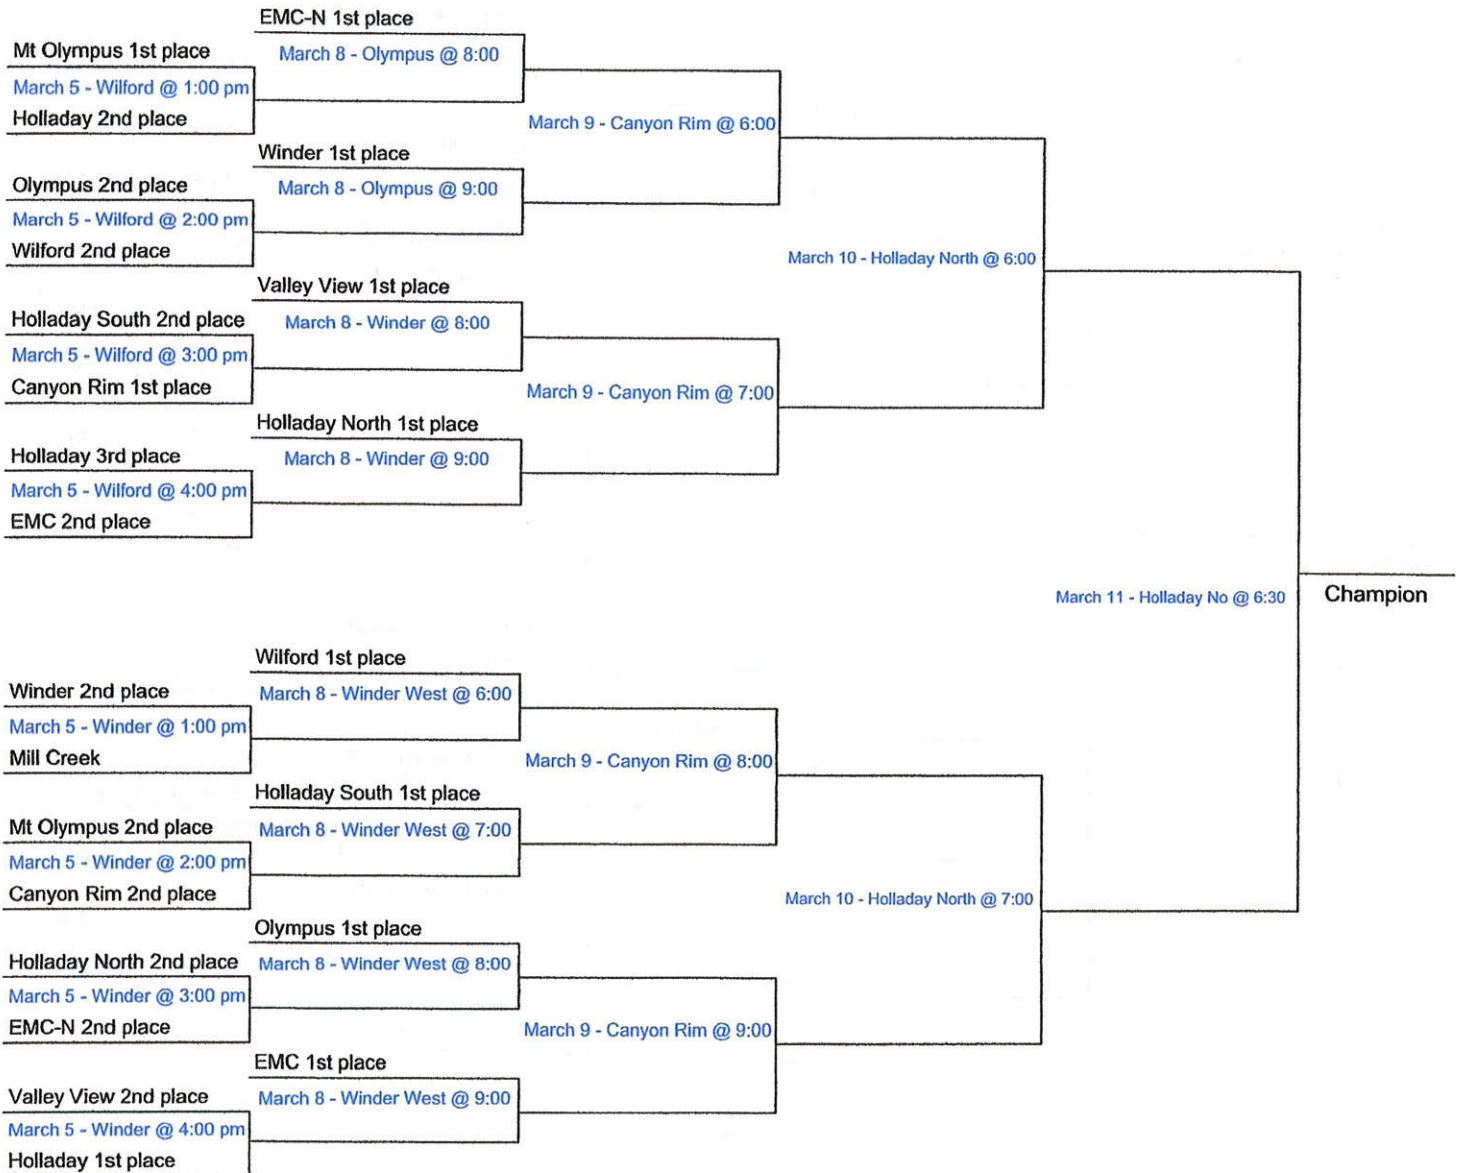 EMC-N 1st place
Mt Olympus 1st place
March 8 - Olympus @ 8:00
March 5 - Wilford @ 1:00 pm
Holladay 2nd place
March 9 - Canyon Rim @ 6:00
Winder 1st place
Olympus 2nd place
March 8 - Olympus @ 9:00
March 5 - Wilford @ 2:00 pm
Wilford 2nd place
March 10 - Holladay North @ 6:00
Valley View 1st place
Holladay South 2nd place
March 8 - Winder @ 8:00
March 5 - Wilford @ 3:00 pm
Canyon Rim 1st place
March 9 - Canyon Rim @ 7:00
Holladay North 1st place
Holladay 3rd place
March 8 - Winder @ 9:00
March 5 - Wilford @ 4:00 pm
EMC 2nd place
March 11 - Holladay No @ 6:30
Champion
Wilford 1st place
Winder 2nd place
March 8 - Winder West @ 6:00
March 5 - Winder @ 1:00 pm
Mill Creek
March 9 - Canyon Rim @ 8:00
Holladay South 1st place
Mt Olympus 2nd place
March 8 - Winder West @ 7:00
March 5 - Winder @ 2:00 pm
Canyon Rim 2nd place
March 10 - Holladay North @ 7:00
Olympus 1st place
Holladay North 2nd place
March 8 - Winder West @ 8:00
March 5 - Winder @ 3:00 pm
EMC-N 2nd place
March 9 - Canyon Rim @ 9:00
EMC 1st place
Valley View 2nd place
March 8 - Winder West @ 9:00
March 5 - Winder @ 4:00 pm
Holladay 1st place